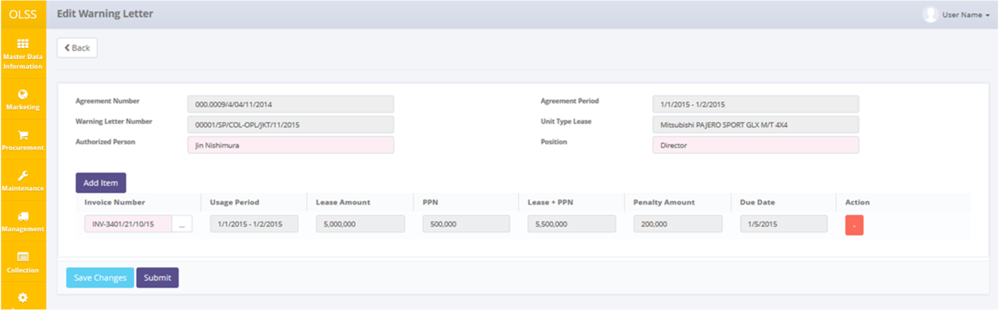 OLSS
Edit Warning Letter
User Name
Master Data
Information
Marketing
Procurement
Maintenance
Management
Collection
Back
Agreement Number
000.0009/4/04/11/2014
Agreement Period
1/1/2015 - 1/2/2015
Warning Letter Number
00001/SP/COL-OPL/JKT/11/2015
Unit Type Lease
Mitsubishi PAJERO SPORT GLX M/T 4X4
Authorized Person
Jin Nishimura
Position
Director
Add Item
Invoice Number Usage Period Lease Amount PPN Lease + PPN Penalty Amount Due Date Action
INV-3401/21/10/15 ... 1/1/2015 - 1/2/2015 5,000,000 500,000 5,500,000 200,000 1/5/2015 -
Save Changes Submit